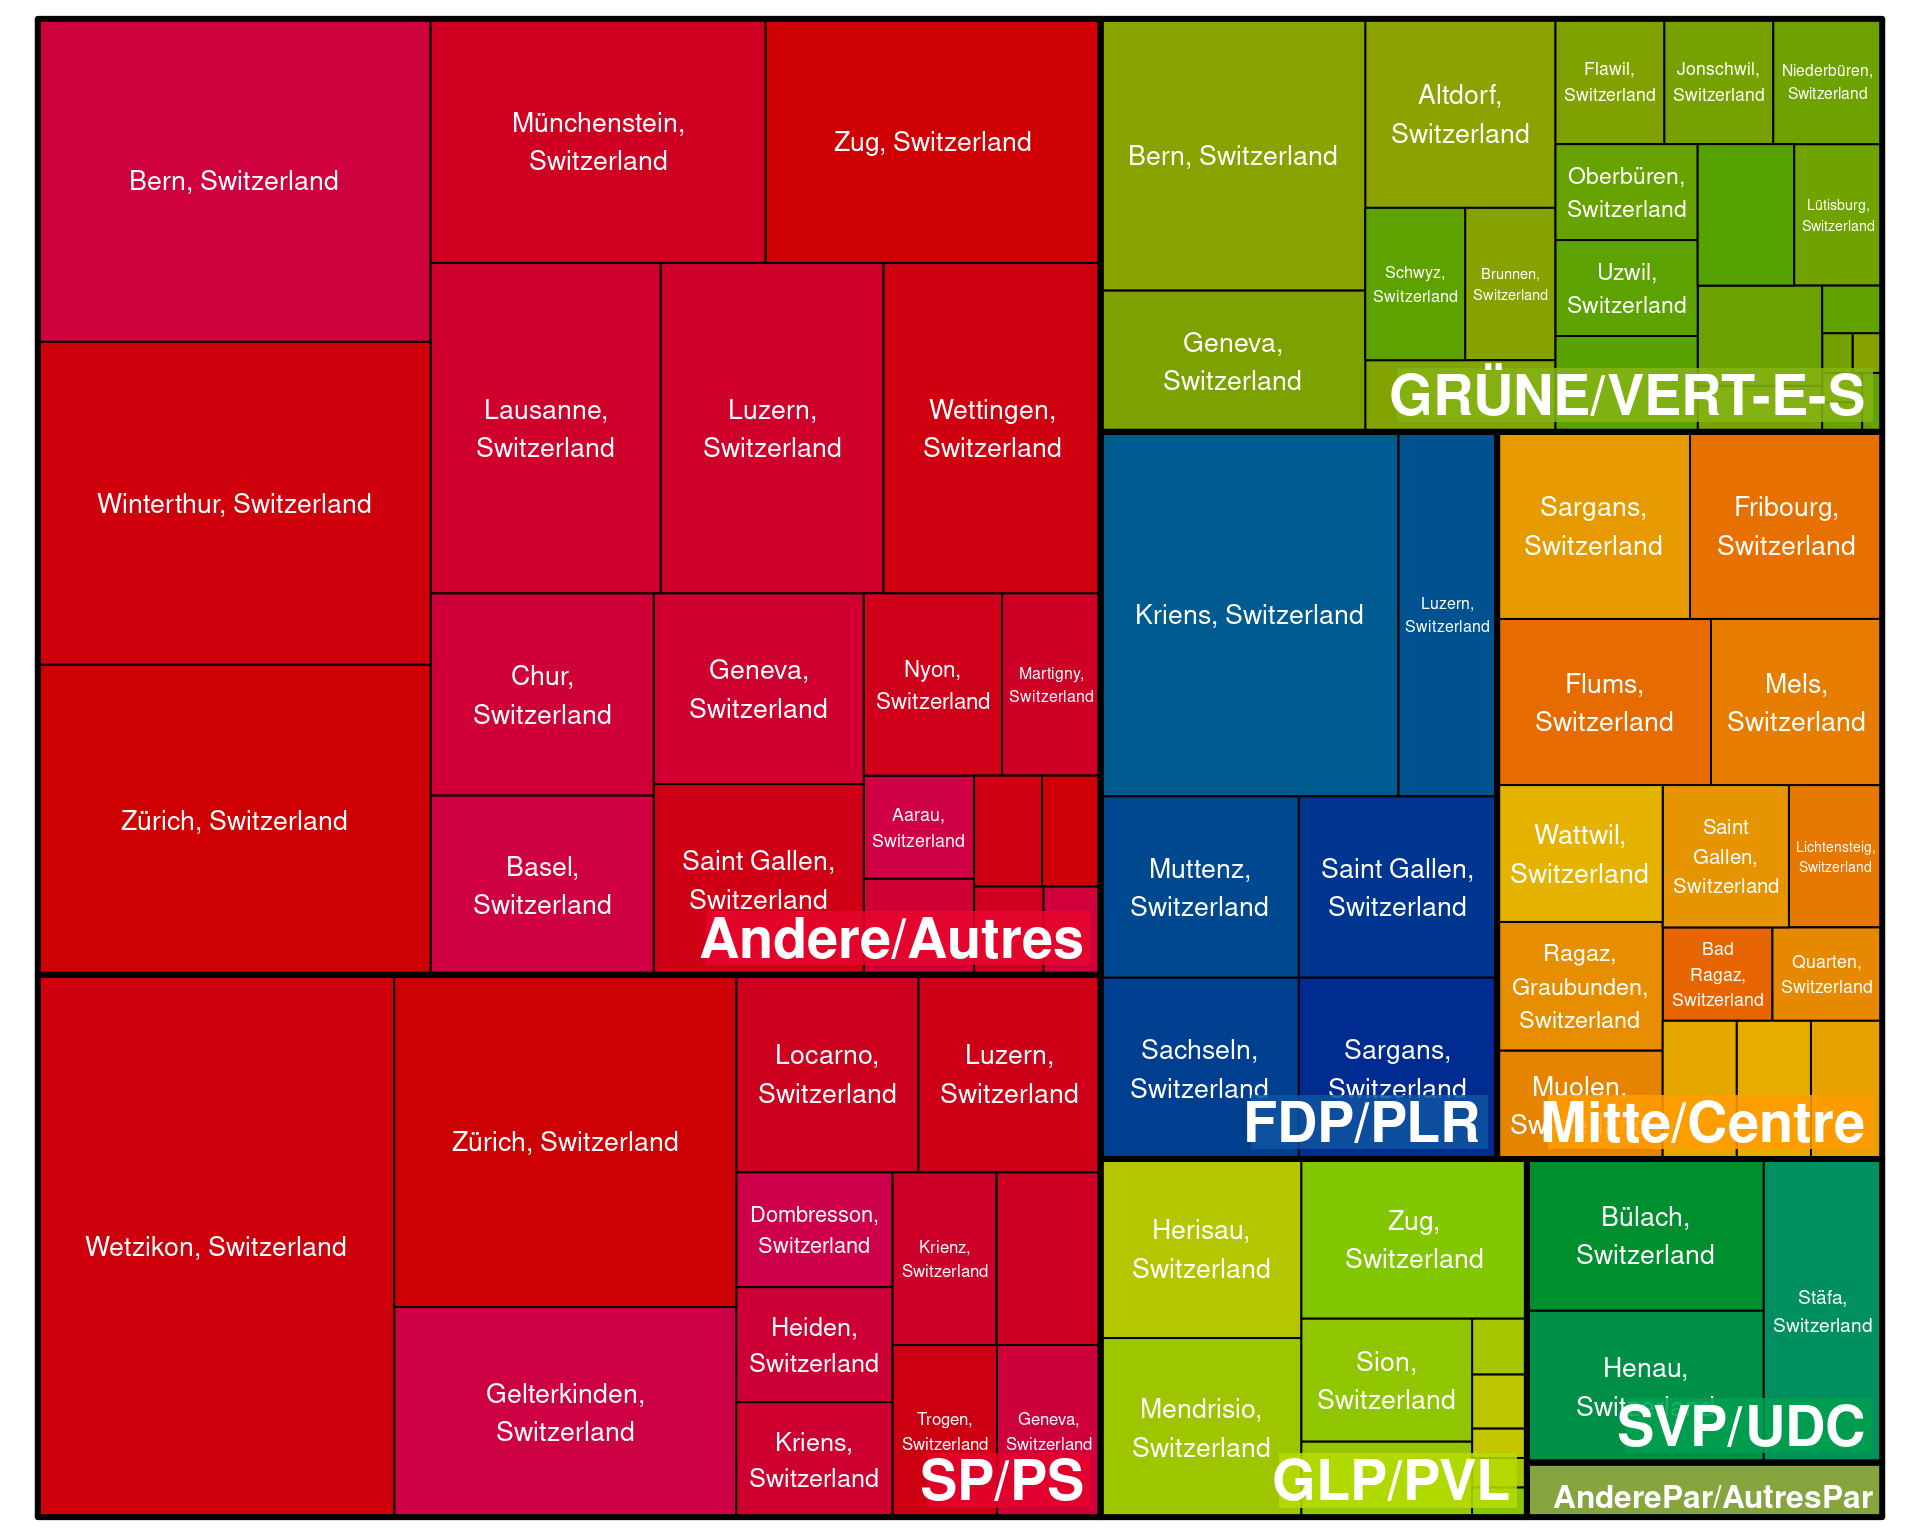 Bern, Switzerland
Münchenstein,
Switzerland
Zug, Switzerland
Winterthur, Switzerland
Zürich, Switzerland
Lausanne,
Switzerland
Luzern,
Switzerland
Wettingen,
Switzerland
Chur,
Switzerland
Geneva,
Switzerland
Nyon,
Switzerland
Martigny,
Switzerland
Basel,
Switzerland
Saint Gallen,
Switzerland
Aarau,
Switzerland
Andere/Autres
Wetzikon, Switzerland
Zürich, Switzerland
Gelterkinden,
Switzerland
Locarno,
Switzerland
Luzern,
Switzerland
Dombresson,
Switzerland
Heiden,
Switzerland
Kriens,
Switzerland
Krienz,
Switzerland
Trogen,
Switzerland
Geneva,
Switzerland
SP/PS
Bern, Switzerland
Geneva,
Switzerland
Altdorf,
Switzerland
Schwyz,
Switzerland
Brunnen,
Switzerland
Flawil,
Switzerland
Jonschwil,
Switzerland
Niederbüren,
Switzerland
Oberbüren,
Switzerland
Uzwil,
Switzerland
Lütisburg,
Switzerland
GRÜNE/VERT-E-S
Kriens, Switzerland
Luzern,
Switzerland
Muttenz,
Switzerland
Saint Gallen,
Switzerland
Sachseln,
Switzerland
Sargans,
Switzerland
FDP/PLR
Sargans,
Switzerland
Fribourg,
Switzerland
Flums,
Switzerland
Mels,
Switzerland
Wattwil,
Switzerland
Saint
Gallen,
Switzerland
Lichtensteig,
Switzerland
Ragaz,
Graubunden,
Switzerland
Bad
Ragaz,
Switzerland
Quarten,
Switzerland
Muolen,
Mitte/Centre
Herisau,
Switzerland
Zug,
Switzerland
Mendrisio,
Switzerland
Sion,
Switzerland
GLP/PVL
Bülach,
Switzerland
Henau,
Switzerland
Stäfa,
Switzerland
SVP/UDC
AnderePar/AutresPar